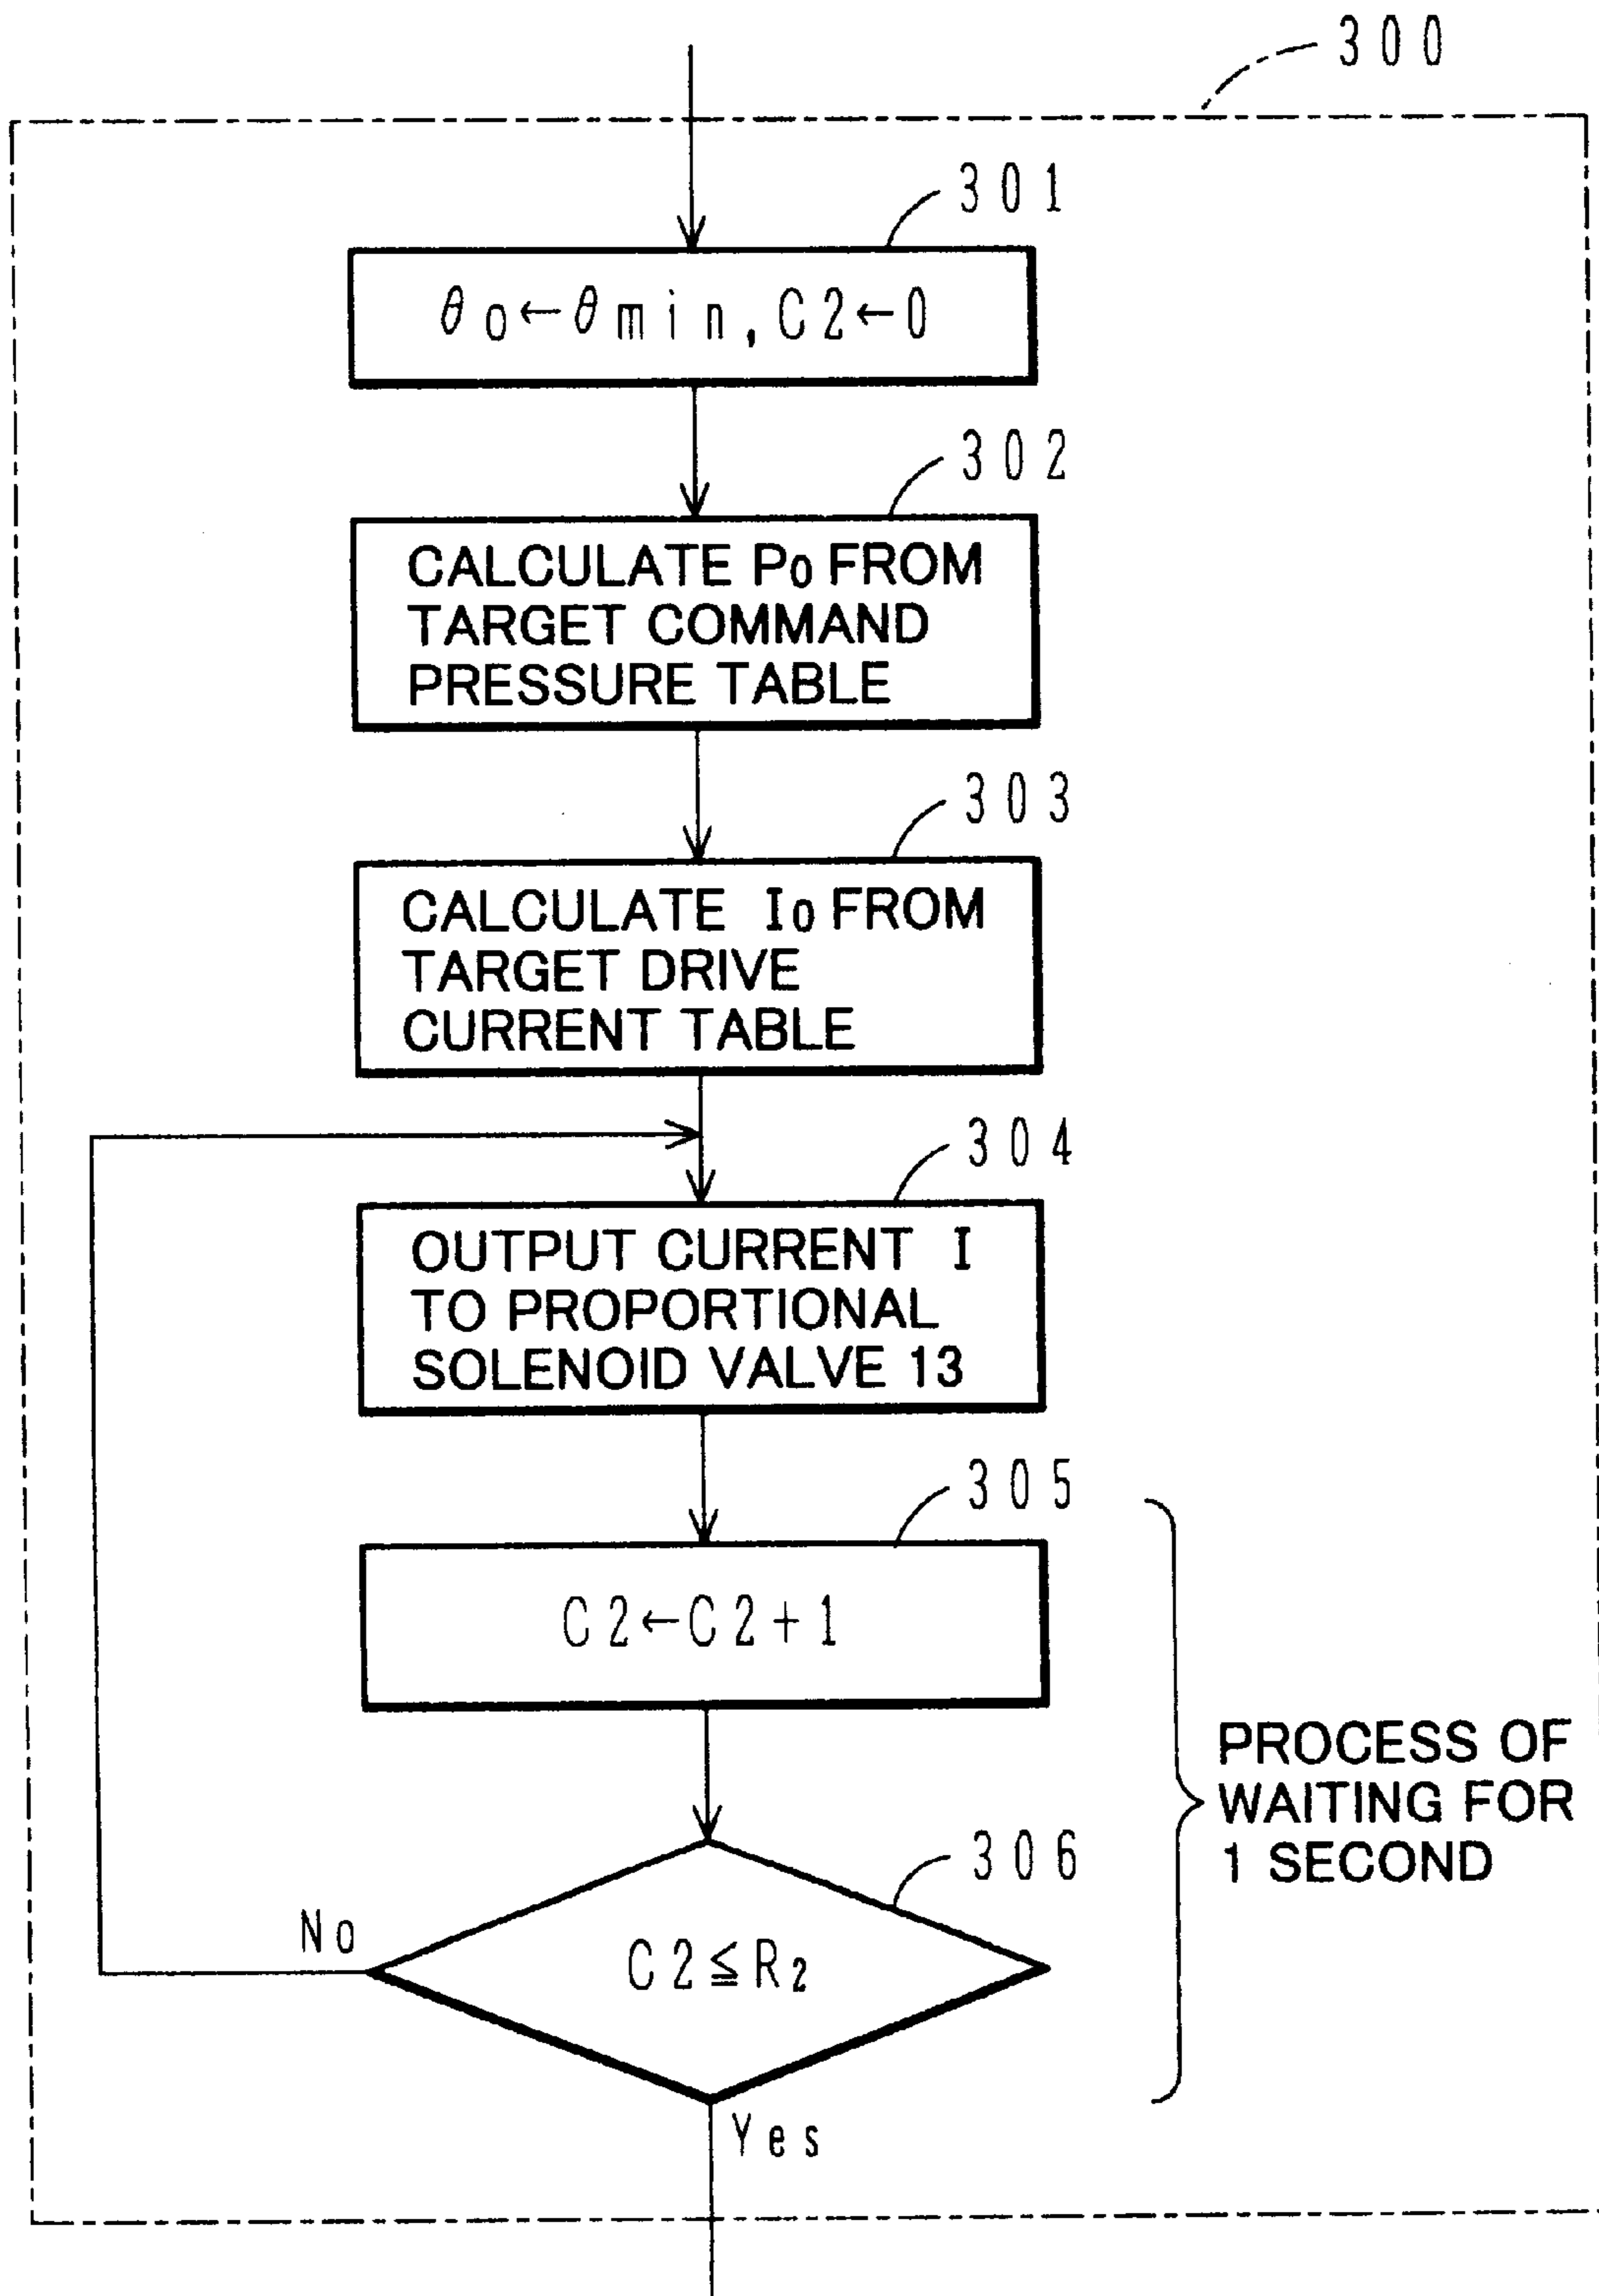 300
301
θo←θmin,C2←0
302
CALCULATE P0 FROM
TARGET COMMAND
PRESSURE TABLE
303
CALCULATE I0 FROM
TARGET DRIVE
CURRENT TABLE
304
OUTPUT CURRENT I
TO PROPORTIONAL
SOLENOID VALVE 13
305
C2←C2+1
PROCESS OF
WAITING FOR
1 SECOND
306
No
C2≦R2
Yes